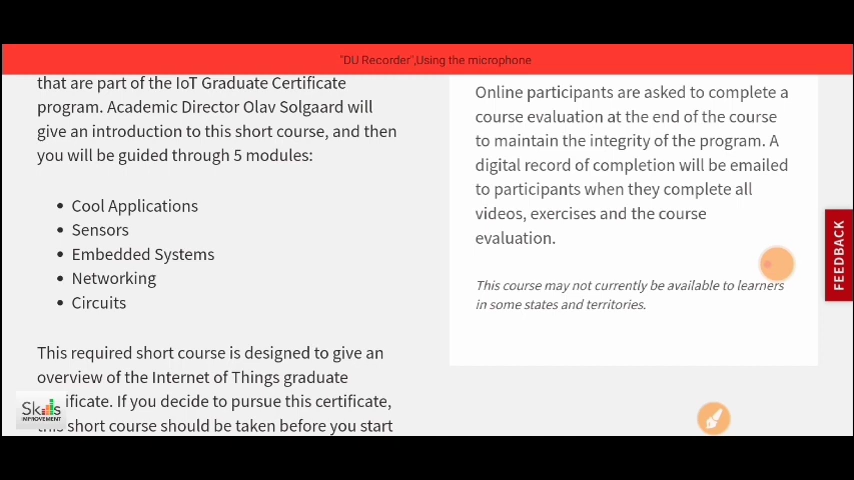 "DU Recorder",Using the microphone
that are part of the IoT Graduate Certificate
program. Academic Director Olav Solgaard will
give an introduction to this short course, and then
you will be guided through 5 modules:
• Cool Applications
• Sensors
• Embedded Systems
• Networking
• Circuits
This required short course is designed to give an
overview of the Internet of Things graduate
ificate. If you decide to pursue this certificate,
this short course should be taken before you start
Online participants are asked to complete a
course evaluation at the end of the course
to maintain the integrity of the program. A
digital record of completion will be emailed
to participants when they complete all
videos, exercises and the course
evaluation.
This course may not currently be available to learners
in some states and territories.
FEEDBACK
Skills
IMPROVEMENT